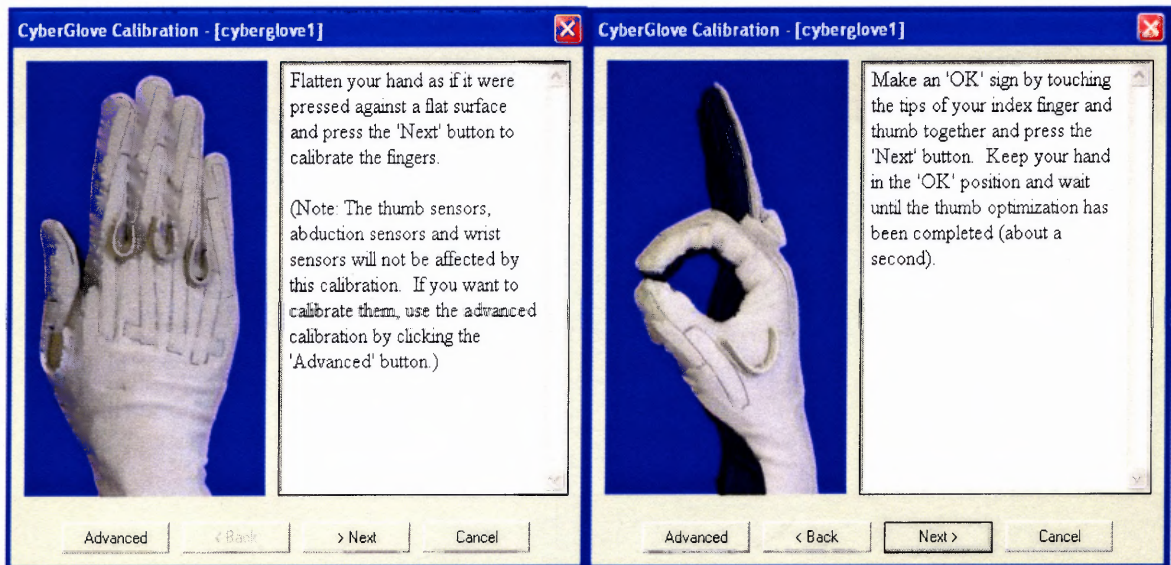 CyberGlove Calibration - [cyberglove1]
Flatten your hand as if it were
pressed against a flat surface
and press the 'Next' button to
calibrate the fingers.
(Note: The thumb sensors,
abduction sensors and wrist
sensors will not be affected by
this calibration. If you want to
calibrate them, use the advanced
calibration by clicking the
'Advanced' button.)
Advanced
< Back
> Next
Cancel
CyberGlove Calibration - [cyberglove1]
Make an 'OK' sign by touching
the tips of your index finger and
thumb together and press the
'Next' button. Keep your hand
in the 'OK' position and wait
until the thumb optimization has
been completed (about a
second).
Advanced
< Back
Next >
Cancel